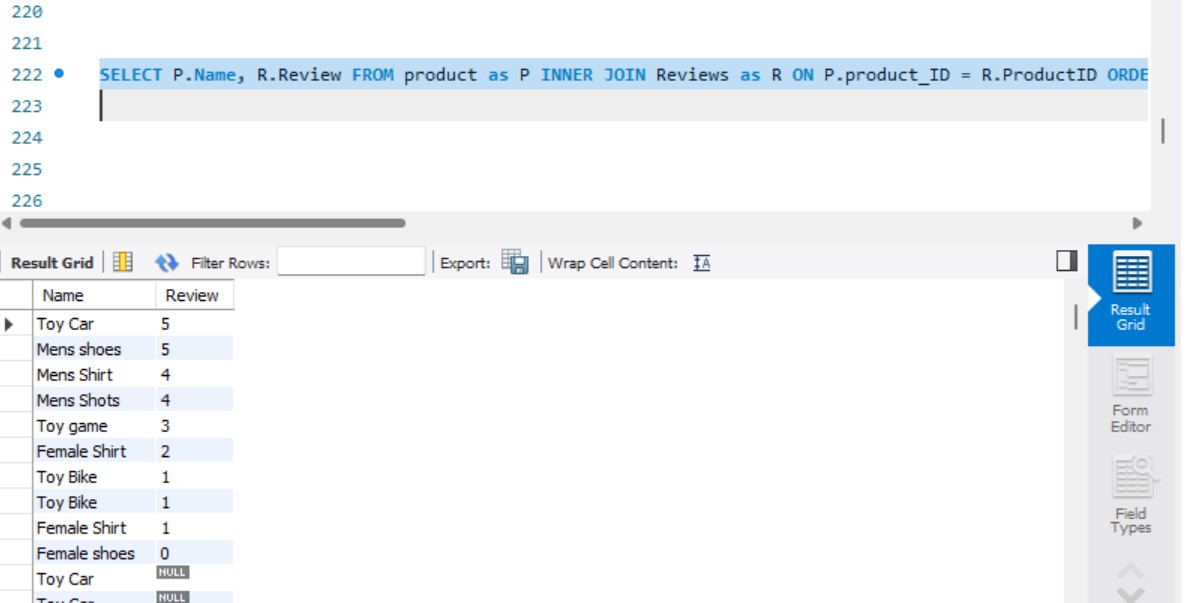 220
221
222 SELECT P.Name, R.Review FROM product as P INNER JOIN Reviews as R ON P.product_ID = R.ProductID ORDE
223
224
225
226
Result Grid Filter Rows: Export: Wrap Cell Content: IA
Name Review
Toy Car 5
Mens shoes 5
Mens Shirt 4
Mens Shots 4
Toy game 3
Female Shirt 2
Toy Bike 1
Toy Bike 1
Female Shirt 1
Female shoes 0
Toy Car NULL
Toy Car NULL
Result
Grid
Form
Editor
Field
Types